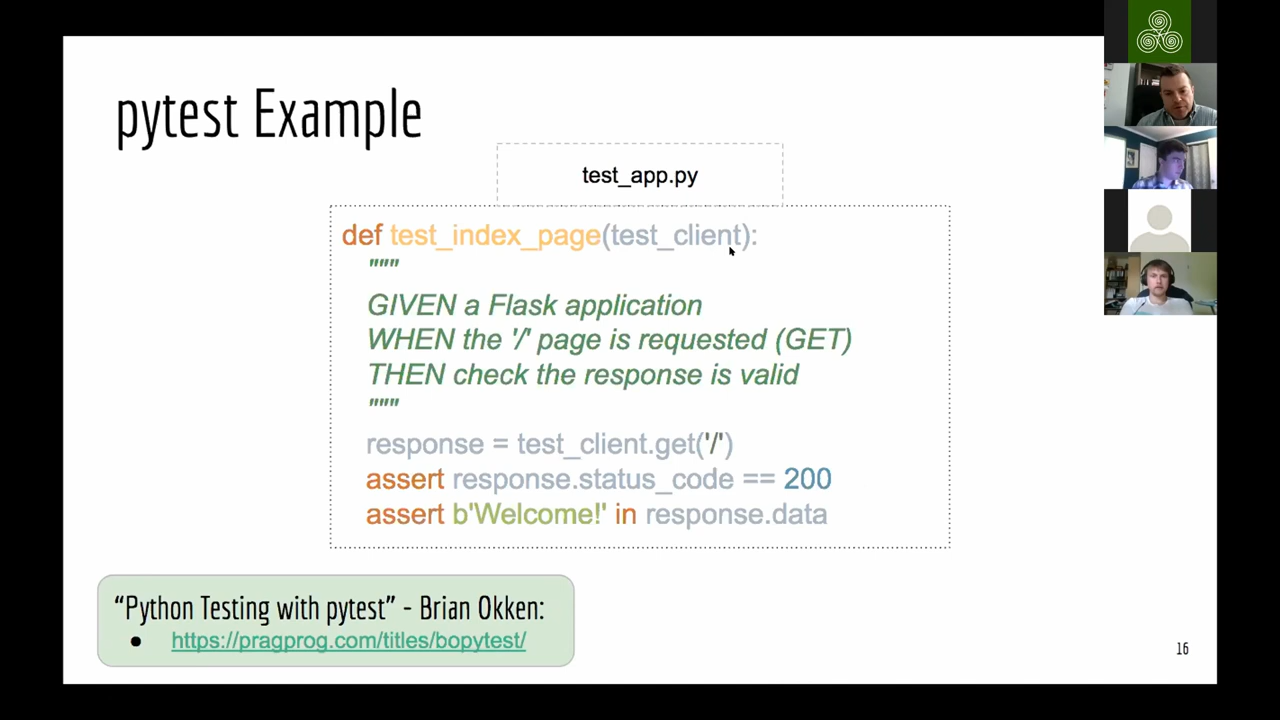 pytest Example
test_app.py
def test_index_page(test_client):
"""
GIVEN a Flask application
WHEN the '/' page is requested (GET)
THEN check the response is valid
"""
response = test_client.get('/')
assert response.status_code == 200
assert b'Welcome!' in response.data
“Python Testing with pytest” - Brian Okken:
● https://pragprog.com/titles/bopytest/
16